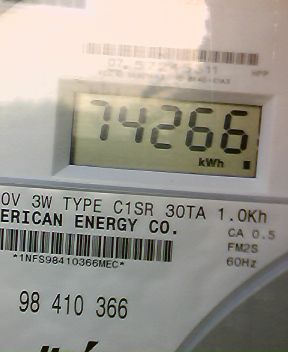 74266
kWh
0V 3W TYPE C1SR 30TA 1.0Kh
ERICAN ENERGY CO.
CA 0.5
FM2S
*1NFS98410366MEC*
60Hz
98 410 366